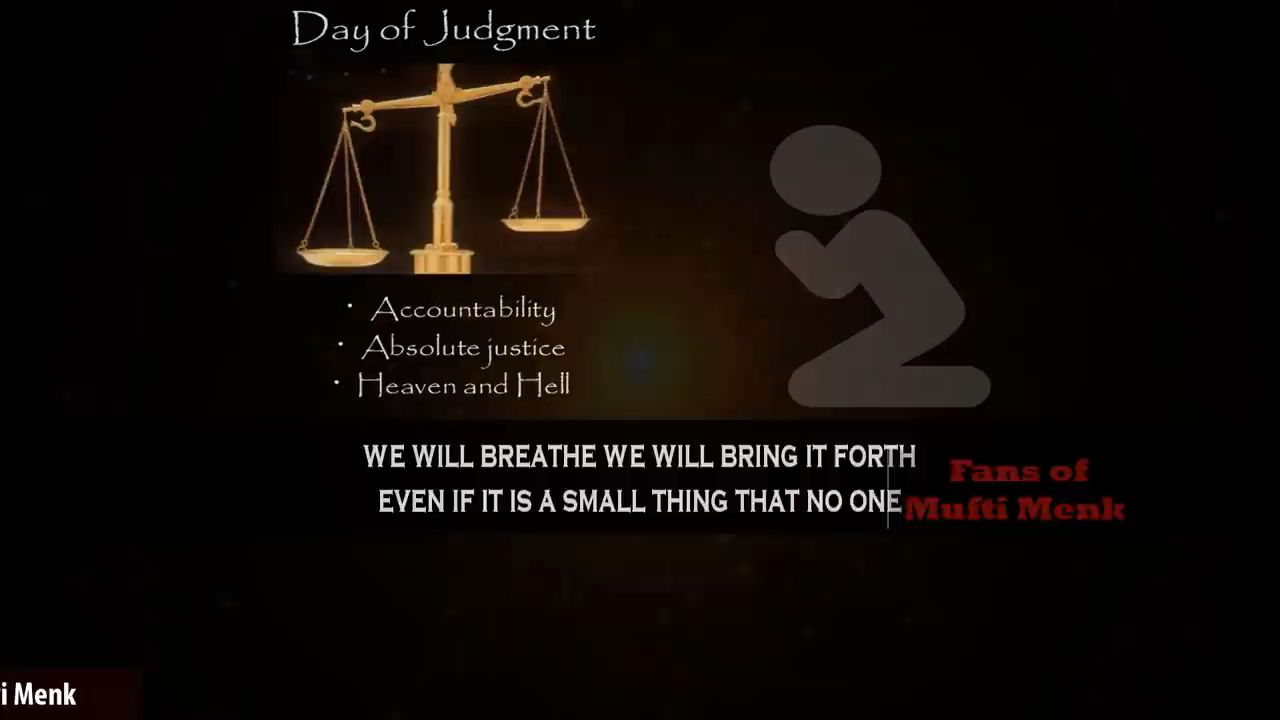 Day of Judgment
• Accountability
• Absolute justice
• Heaven and Hell
WE WILL BREATHE WE WILL BRING IT FORTH
EVEN IF IT IS A SMALL THING THAT NO ONE
Fans of
Mufti Menk
i Menk